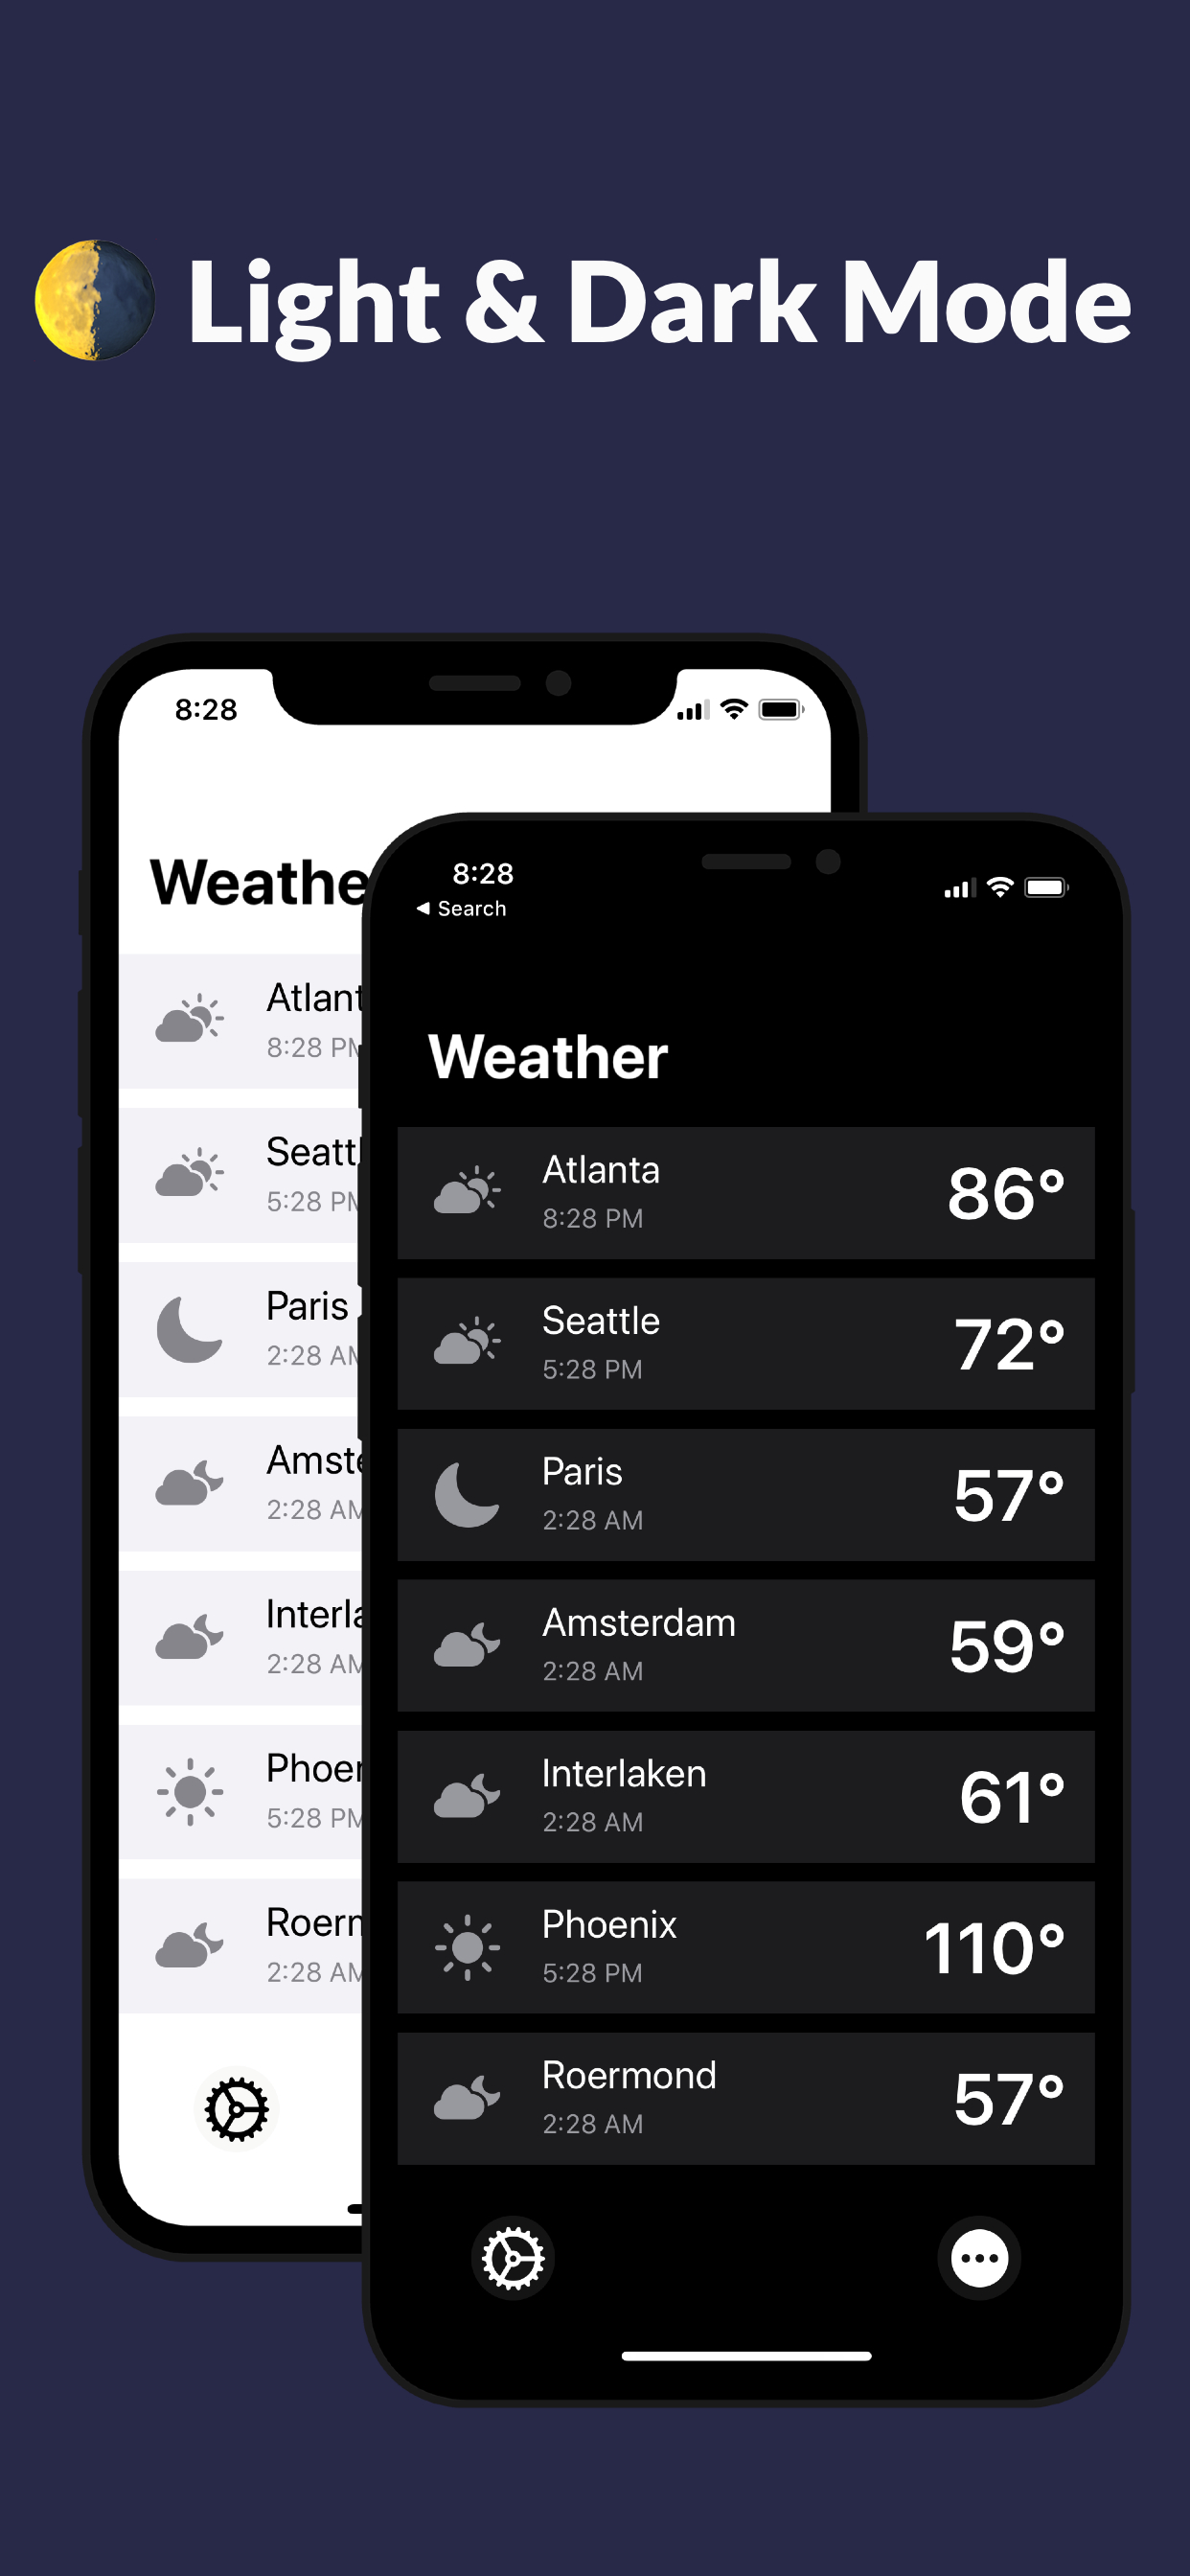 Light & Dark Mode
8:28
Weathe
Atlant
8:28 PM
Seattl
5:28 PM
Paris
2:28 AM
Amste
2:28 AM
Interla
2:28 AM
Phoen
5:28 PM
Roerm
2:28 AM
8:28
◀ Search
Weather
Atlanta
8:28 PM
86°
Seattle
5:28 PM
72°
Paris
2:28 AM
57°
Amsterdam
2:28 AM
59°
Interlaken
2:28 AM
61°
Phoenix
5:28 PM
110°
Roermond
2:28 AM
57°